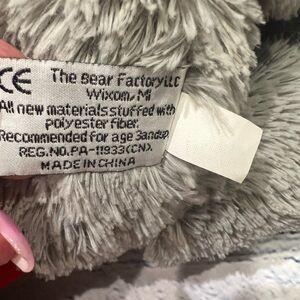 CE The Bear Factory LLC
Wixom, MI
All new materials stuffed with
polyester fiber.
Recommended for age 3andup.
REG.NO.PA-11933(CN).
MADE IN CHINA